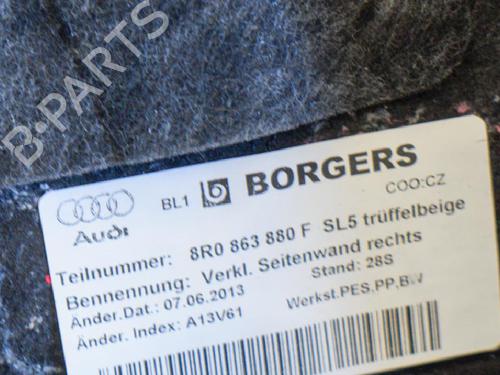 B-PARTS
Audi
BL1 BORGERS
COO:CZ
Teilnummer: 8R0 863 880 F SL5 trüffelbeige
Bennennung: Verkl. Seitenwand rechts
Änder.Dat.: 07.06.2013 Stand: 28S
Änder. Index: A13V61 Werkst.PES,PP,BW